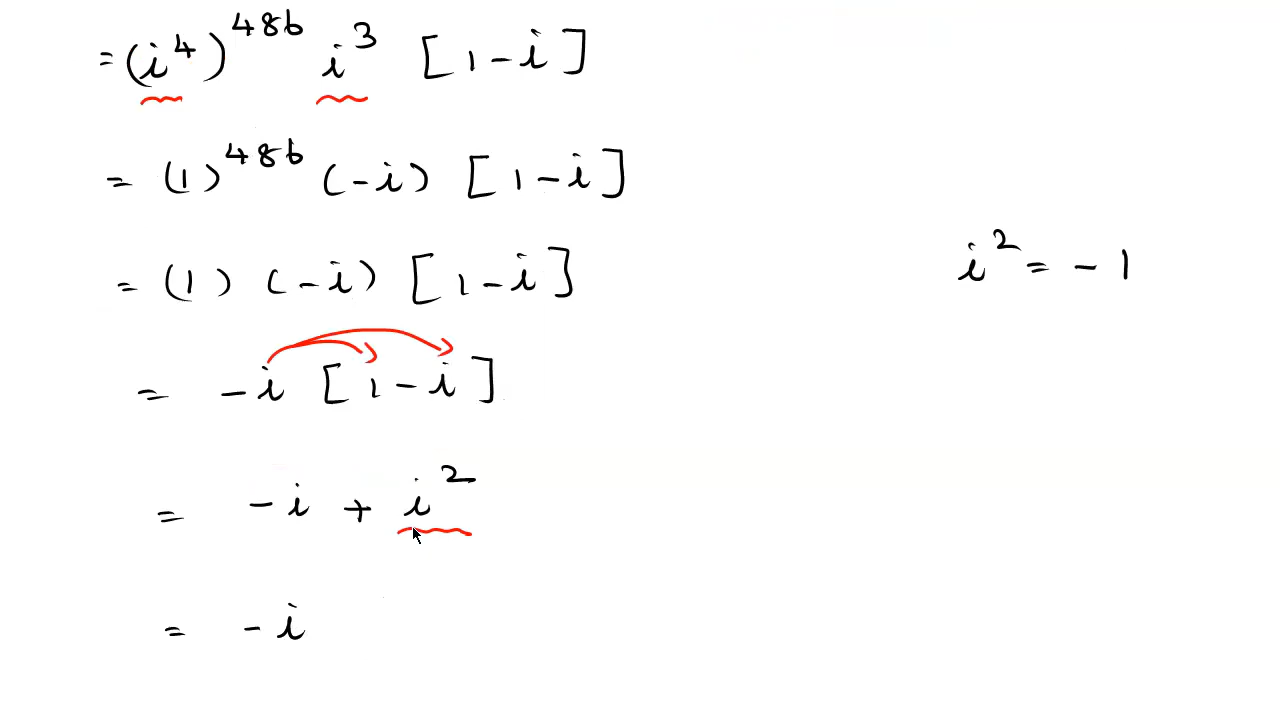 = (i⁴)⁴⁸⁶ i³ [1-i]
= (1)⁴⁸⁶ (-i) [1-i]
= (1) (-i) [1-i]
i² = -1
= -i [1-i]
= -i + i²
= -i